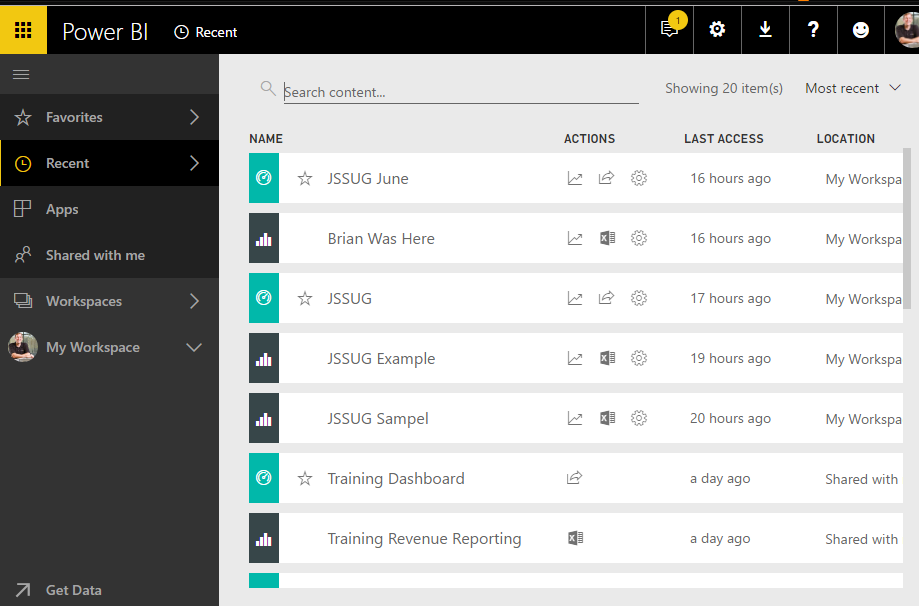 Power BI Recent 1 ?
Favorites
Recent
Apps
Shared with me
Workspaces
My Workspace
Get Data
Search content... Showing 20 item(s) Most recent
NAME ACTIONS LAST ACCESS LOCATION
JSSUG June 16 hours ago My Workspa
Brian Was Here 16 hours ago My Workspa
JSSUG 17 hours ago My Workspa
JSSUG Example 19 hours ago My Workspa
JSSUG Sampel 20 hours ago My Workspa
Training Dashboard a day ago Shared with
Training Revenue Reporting a day ago Shared with